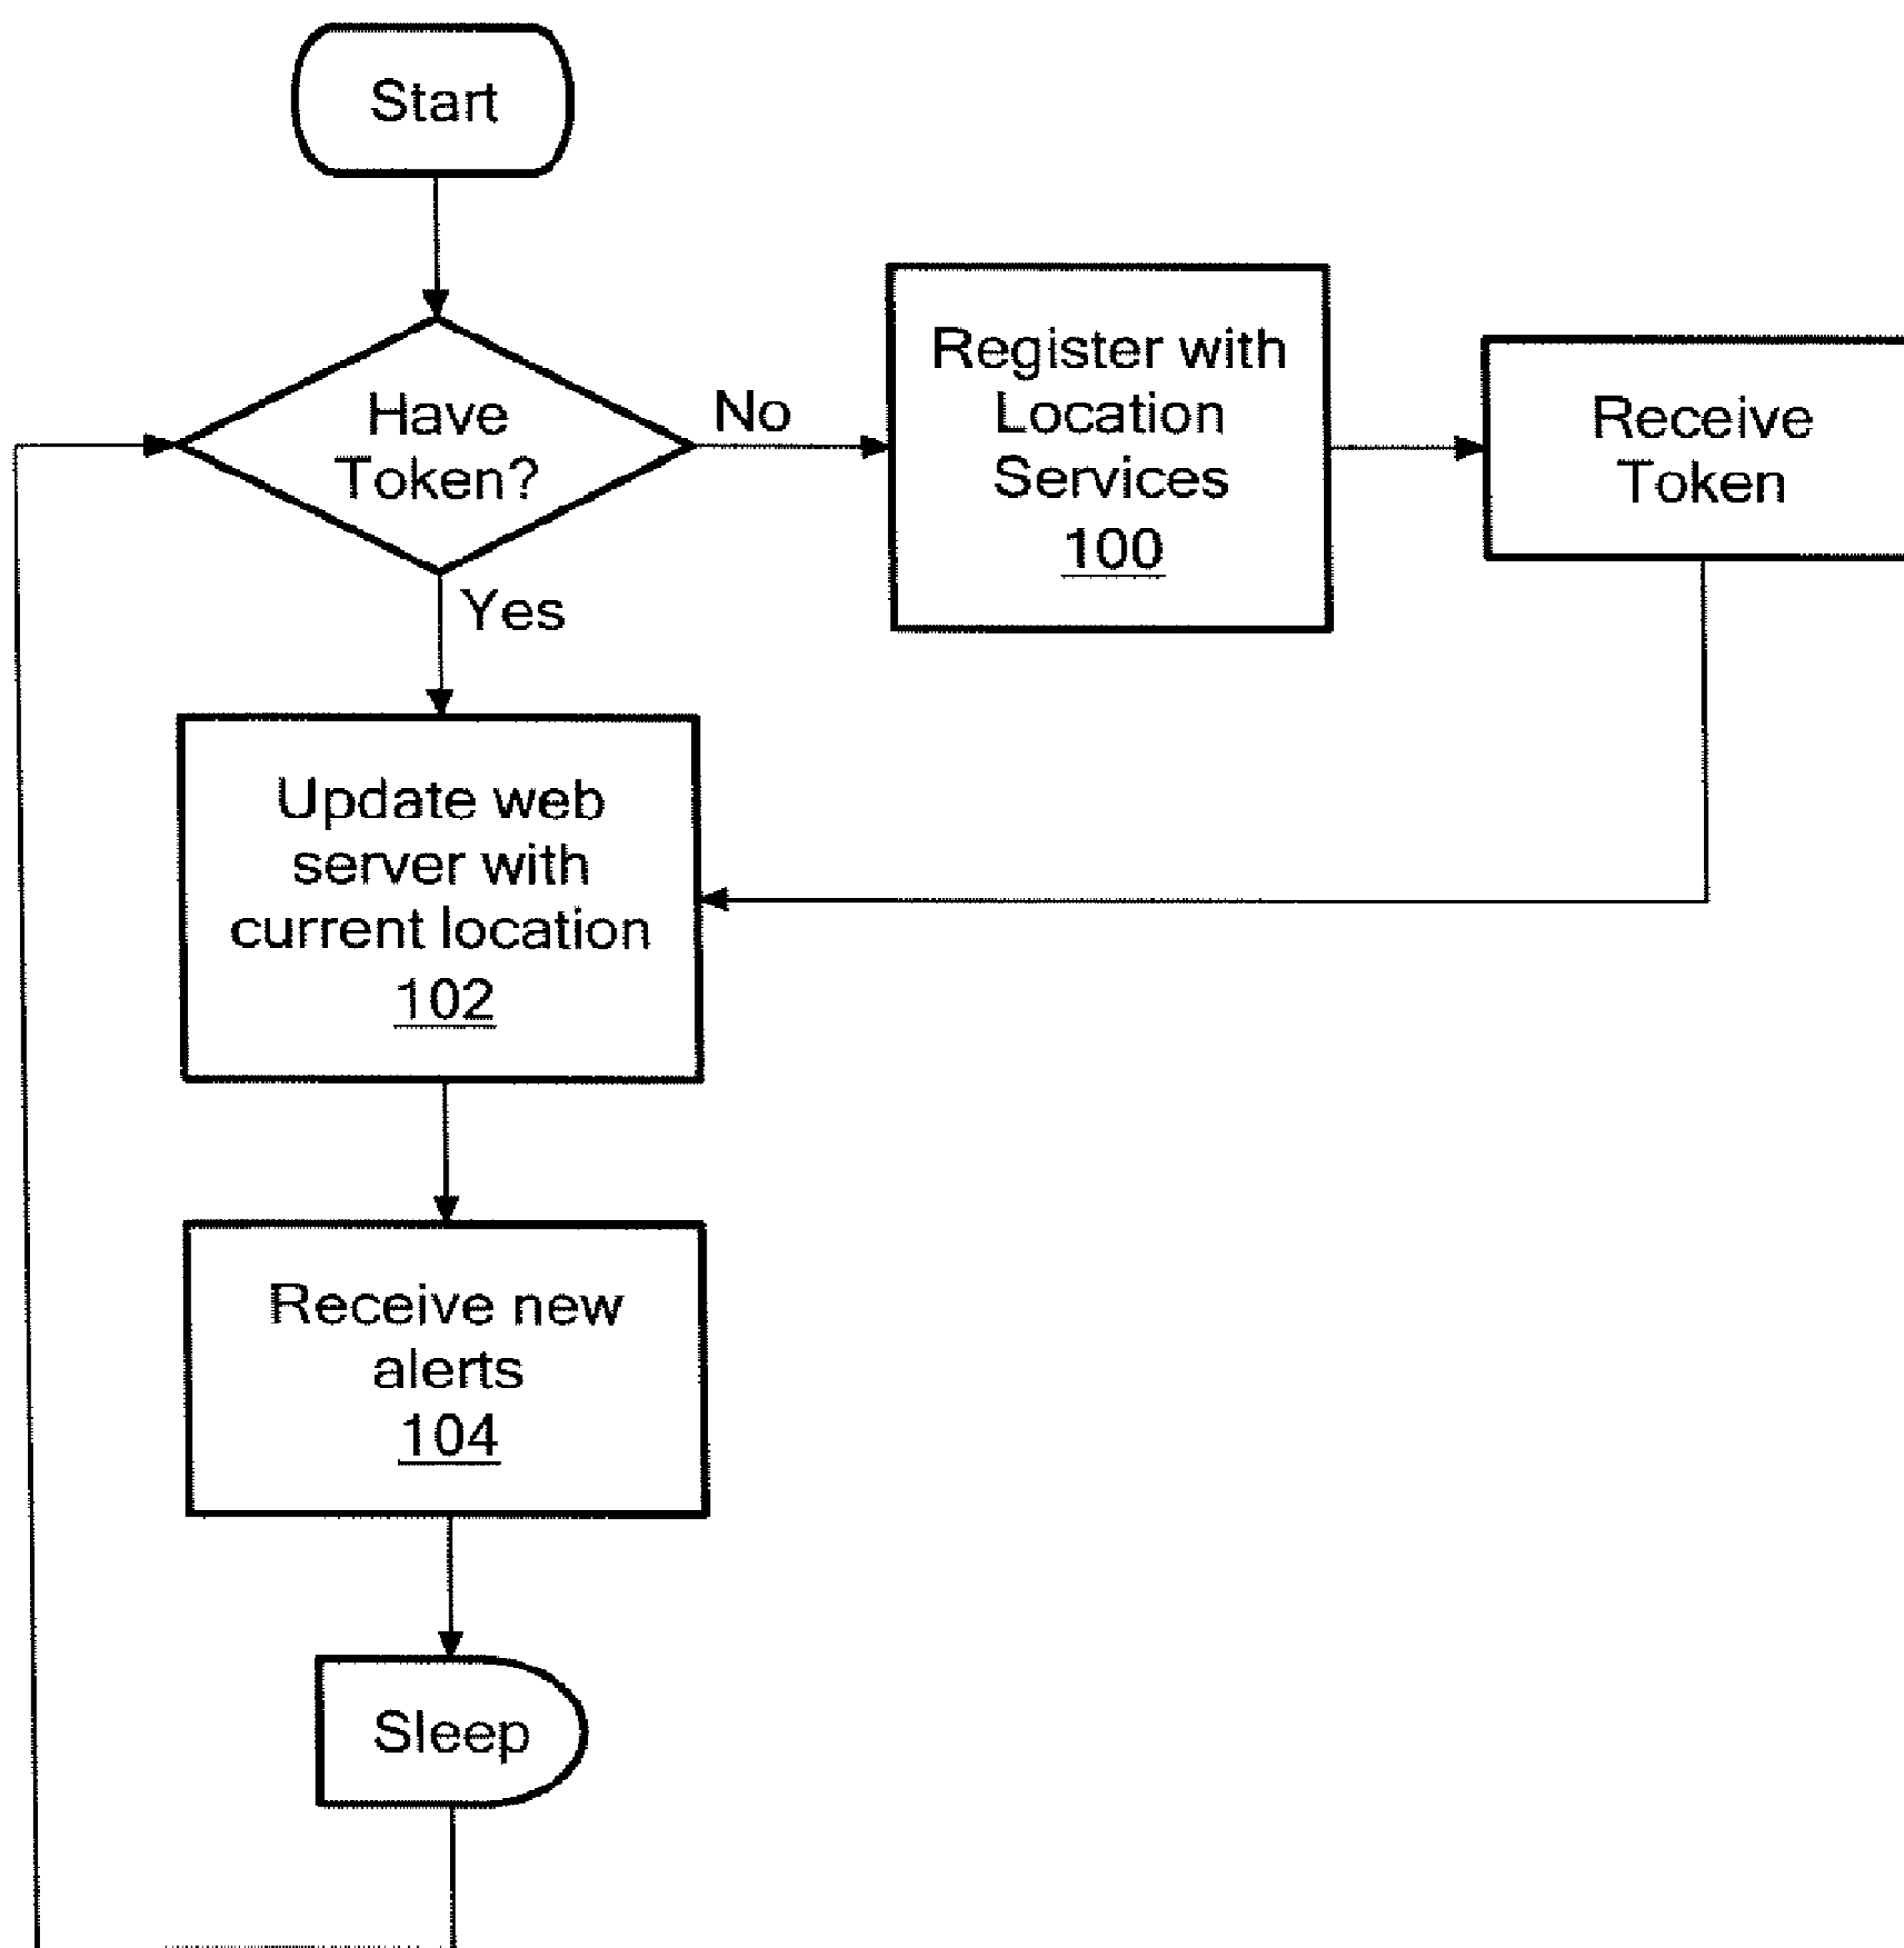 Start
Have
Token?
No
Register with
Location
Services
100
Receive
Token
Yes
Update web
server with
current location
102
Receive new
alerts
104
Sleep